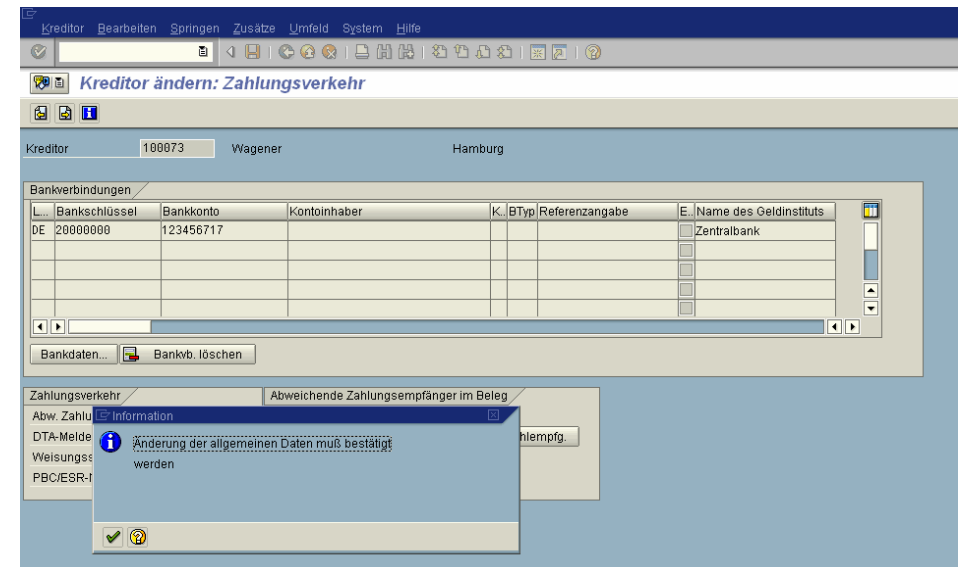 Kreditor Bearbeiten Springen Zusätze Umfeld System Hilfe
Kreditor ändern: Zahlungsverkehr
Kreditor 100073 Wagener Hamburg
Bankverbindungen
L... Bankschlüssel Bankkonto Kontoinhaber K.. BTyp Referenzangabe E.. Name des Geldinstituts
DE 20000000 123456717 Zentralbank
Bankdaten... Bankvb. löschen
Zahlungsverkehr Abweichende Zahlungsempfänger im Beleg
Abw. Zahlu
Information
DTA-Melde
hlempfg.
Änderung der allgemeinen Daten muß bestätigt
Weisungss
werden
PBC/ESR-N